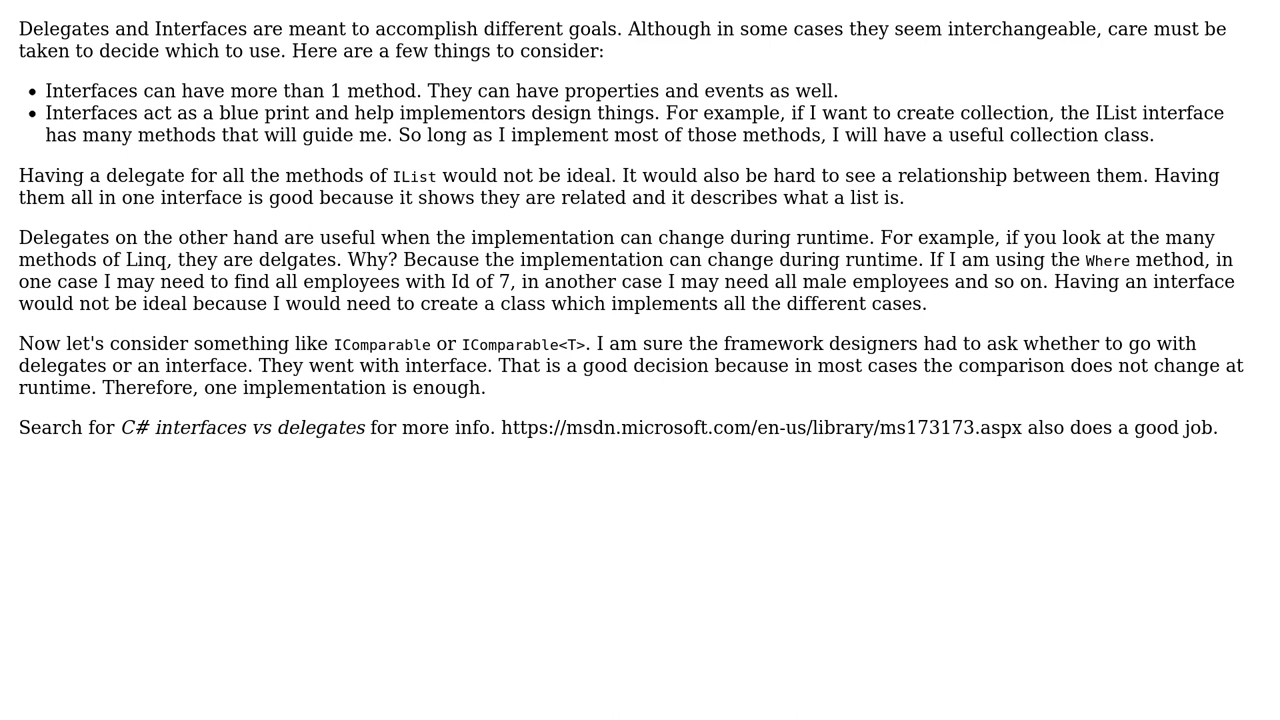 Delegates and Interfaces are meant to accomplish different goals. Although in some cases they seem interchangeable, care must be
taken to decide which to use. Here are a few things to consider:
• Interfaces can have more than 1 method. They can have properties and events as well.
• Interfaces act as a blue print and help implementors design things. For example, if I want to create collection, the IList interface
has many methods that will guide me. So long as I implement most of those methods, I will have a useful collection class.
Having a delegate for all the methods of IList would not be ideal. It would also be hard to see a relationship between them. Having
them all in one interface is good because it shows they are related and it describes what a list is.
Delegates on the other hand are useful when the implementation can change during runtime. For example, if you look at the many
methods of Linq, they are delgates. Why? Because the implementation can change during runtime. If I am using the Where method, in
one case I may need to find all employees with Id of 7, in another case I may need all male employees and so on. Having an interface
would not be ideal because I would need to create a class which implements all the different cases.
Now let's consider something like IComparable or IComparable<T>. I am sure the framework designers had to ask whether to go with
delegates or an interface. They went with interface. That is a good decision because in most cases the comparison does not change at
runtime. Therefore, one implementation is enough.
Search for C# interfaces vs delegates for more info. https://msdn.microsoft.com/en-us/library/ms173173.aspx also does a good job.